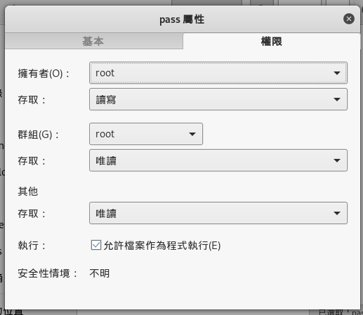 pass 屬性
基本
權限
擁有者(O)：
root
存取：
讀寫
群組(G)：
root
存取：
唯讀
其他
存取：
唯讀
執行：
允許檔案作為程式執行(E)
安全性情境：
不明